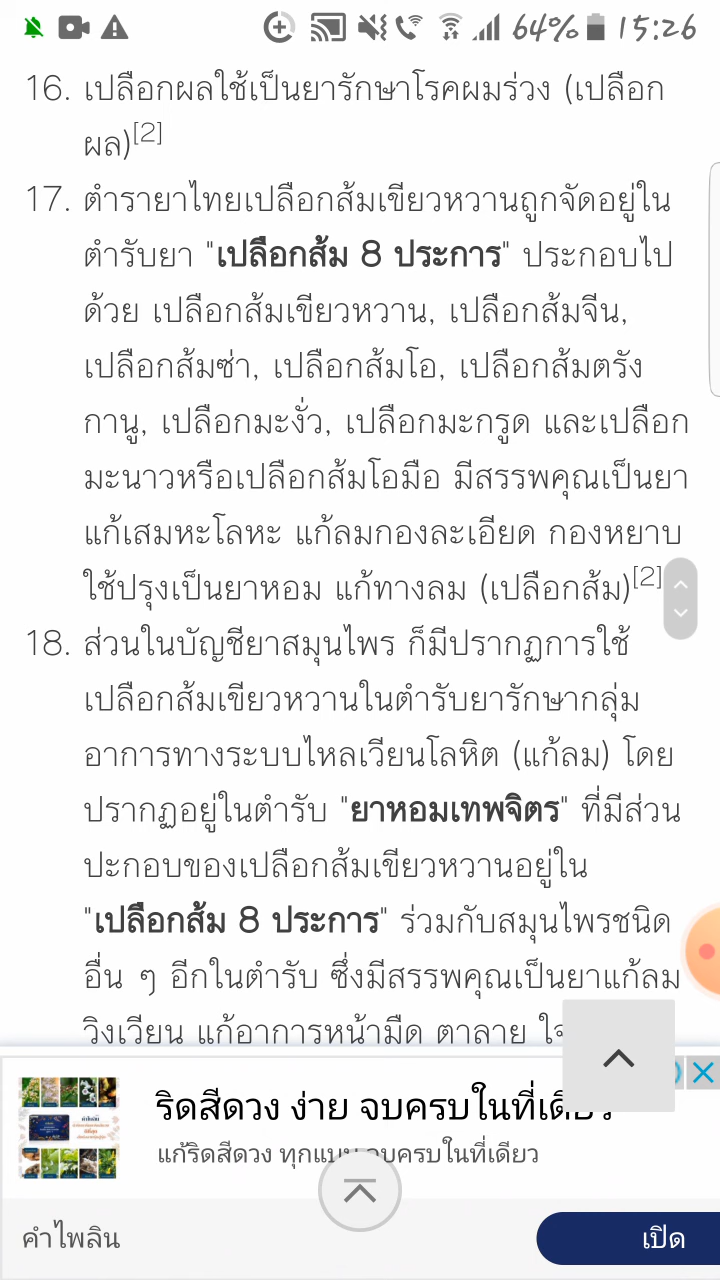 64% 15:26
16. เปลือกผลใช้เป็นยารักษาโรคผมร่วง (เปลือก
ผล)[2]
17. ตำรายาไทยเปลือกส้มเขียวหวานถูกจัดอยู่ใน
ตำรับยา "เปลือกส้ม 8 ประการ" ประกอบไป
ด้วย เปลือกส้มเขียวหวาน, เปลือกส้มจีน,
เปลือกส้มซ่า, เปลือกส้มโอ, เปลือกส้มตรัง
กานู, เปลือกมะงั่ว, เปลือกมะกรูด และเปลือก
มะนาวหรือเปลือกส้มโอมือ มีสรรพคุณเป็นยา
แก้เสมหะโลหะ แก้ลมกองละเอียด กองหยาบ
ใช้ปรุงเป็นยาหอม แก้ทางลม (เปลือกส้ม)[2]
18. ส่วนในบัญชียาสมุนไพร ก็มีปรากฏการใช้
เปลือกส้มเขียวหวานในตำรับยารักษากลุ่ม
อาการทางระบบไหลเวียนโลหิต (แก้ลม) โดย
ปรากฏอยู่ในตำรับ "ยาหอมเทพจิตร" ที่มีส่วน
ปะกอบของเปลือกส้มเขียวหวานอยู่ใน
"เปลือกส้ม 8 ประการ" ร่วมกับสมุนไพรชนิด
อื่น ๆ อีกในตำรับ ซึ่งมีสรรพคุณเป็นยาแก้ลม
วิงเวียน แก้อาการหน้ามืด ตาลาย
ริดสีดวง ง่าย จบครบในที่เดียว
แก้ริดสีดวง ทุกแบบ จบครบในที่เดียว
คำไพลิน
เปิด